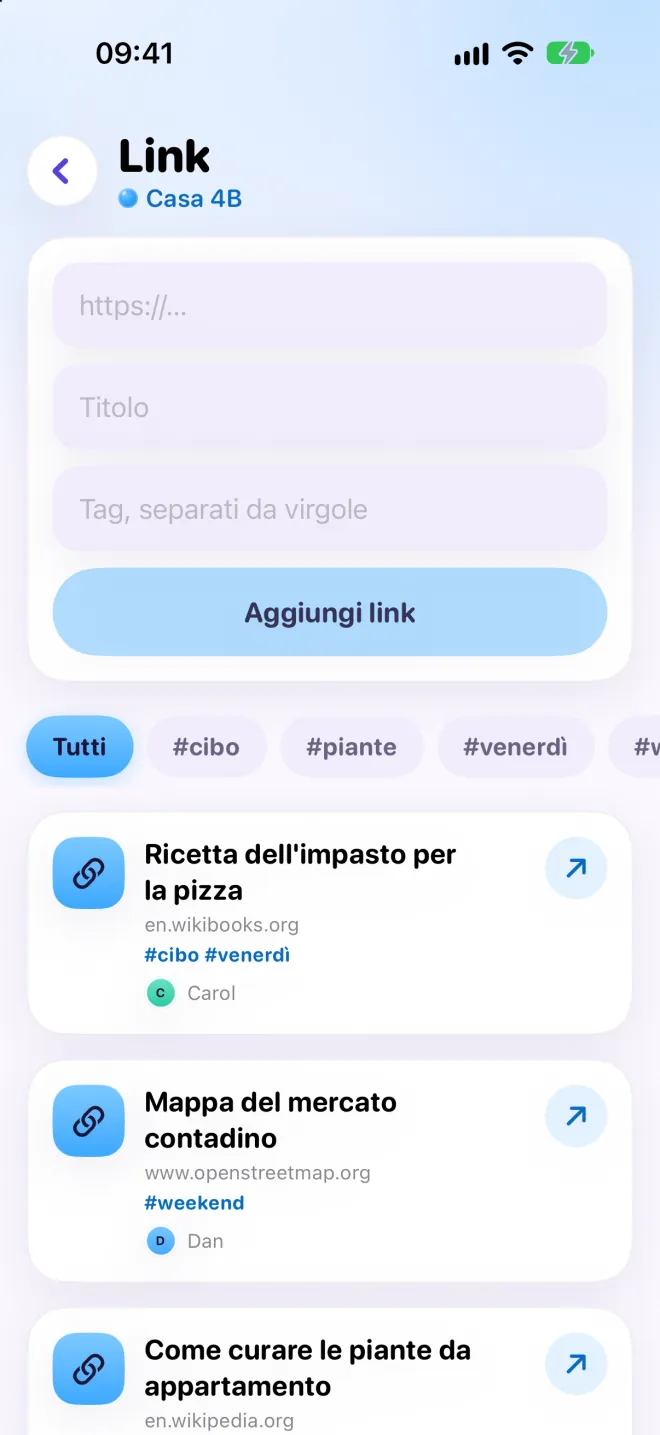 09:41
Link
Casa 4B
https://...
Titolo
Tag, separati da virgole
Aggiungi link
Tutti
#cibo
#piante
#venerdì
Ricetta dell'impasto per
la pizza
en.wikibooks.org
#cibo #venerdì
C
Carol
Mappa del mercato
contadino
www.openstreetmap.org
#weekend
D
Dan
Come curare le piante da
appartamento
en.wikipedia.org